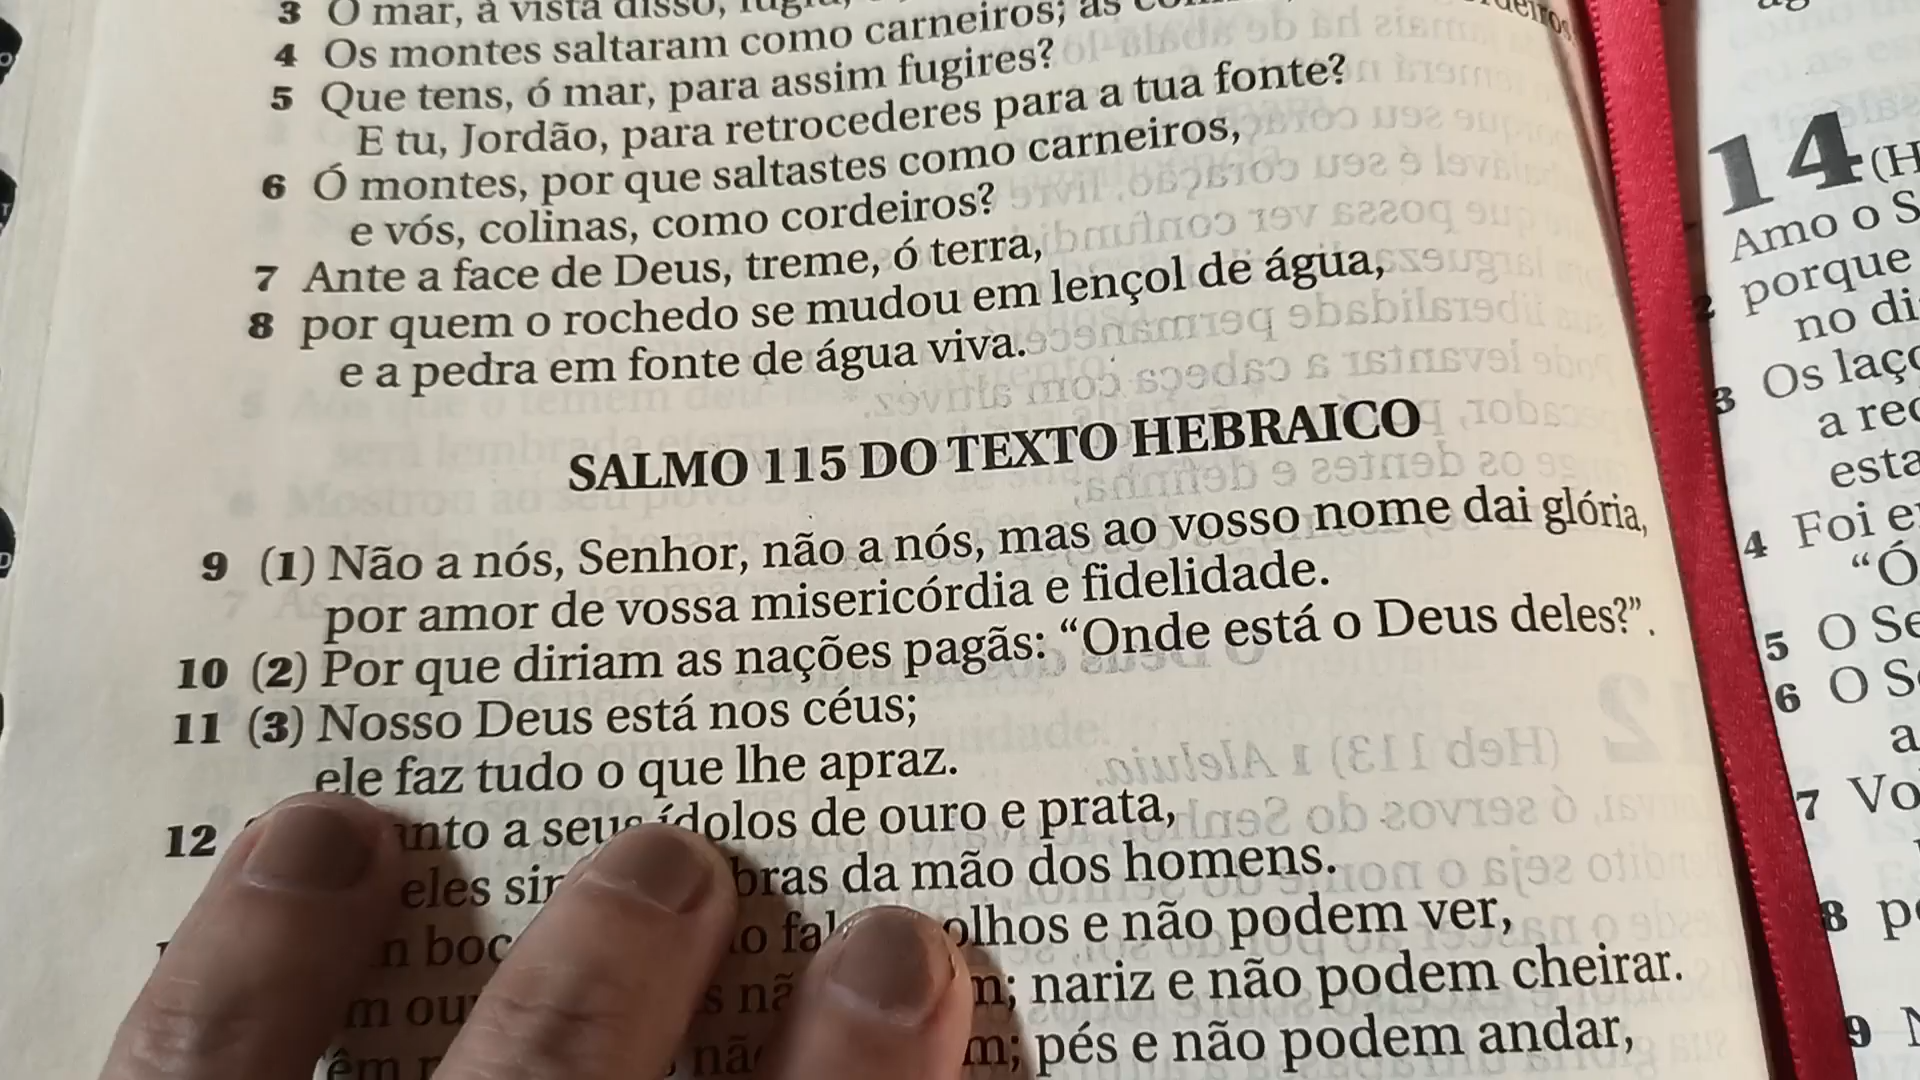 3 O mar, à vista disso,
4 Os montes saltaram como carneiros; as
5 Que tens, ó mar, para assim fugires?
E tu, Jordão, para retrocederes para a tua fonte?
6 Ó montes, por que saltastes como carneiros,
e vós, colinas, como cordeiros?
7 Ante a face de Deus, treme, ó terra,
8 por quem o rochedo se mudou em lençol de água,
e a pedra em fonte de água viva.
SALMO 115 DO TEXTO HEBRAICO
9 (1) Não a nós, Senhor, não a nós, mas ao vosso nome dai glória,
por amor de vossa misericórdia e fidelidade.
10 (2) Por que diriam as nações pagãs: “Onde está o Deus deles?”.
11 (3) Nosso Deus está nos céus;
ele faz tudo o que lhe apraz.
12 a seus ídolos de ouro e prata,
eles da mão dos homens.
olhos e não podem ver,
nariz e não podem cheirar.
pés e não podem andar,
14 (H
Amo o S
porque
no di
3 Os laç
a rec
esta
4 Foi e
“Ó
5 O Se
6 O S
a
7 Vo
8 p
9